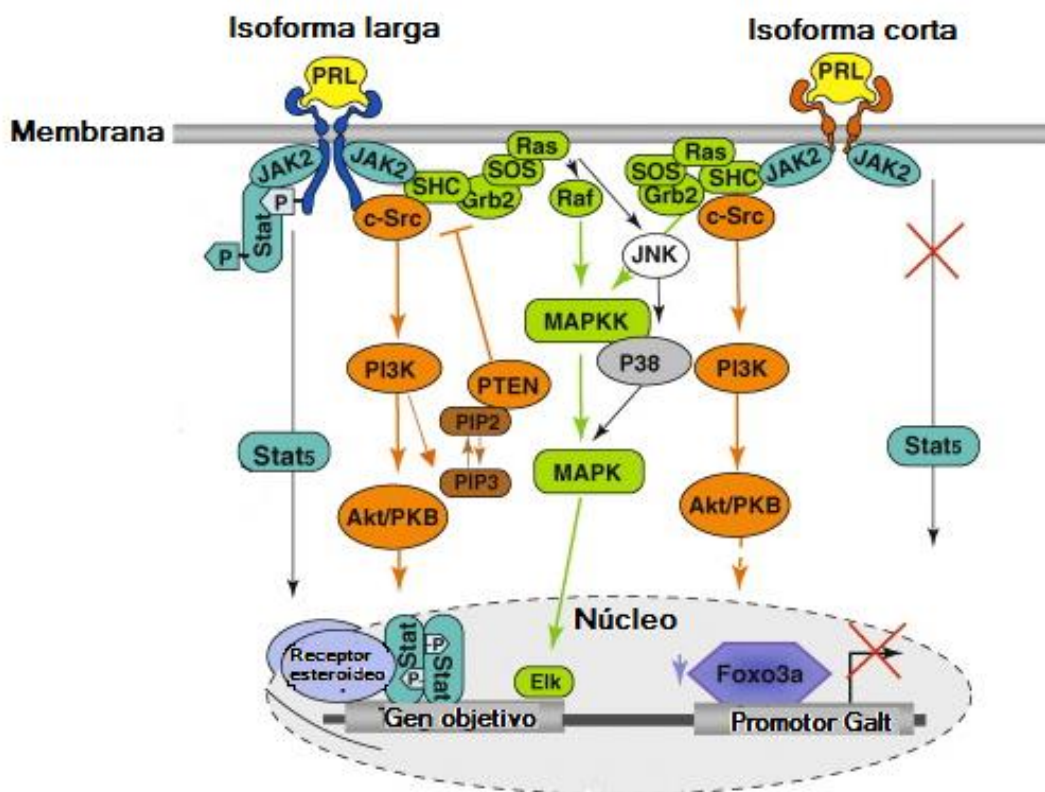 Isoforma larga
Isoforma corta
PRL
PRL
Membrana
JAK2
JAK2
SHC
Grb2
SOS
Ras
Raf
SOS
Ras
Grb2
SHC
JAK2
JAK2
P
Stat
P
c-Src
c-Src
JNK
MAPKK
P38
PI3K
PTEN
PI3K
PIP2
PIP3
Stat5
MAPK
Stat5
Akt/PKB
Akt/PKB
Núcleo
Receptor
esteroideo
Stat
P
Stat
P
Elk
Foxo3a
Gen objetivo
Promotor Galt